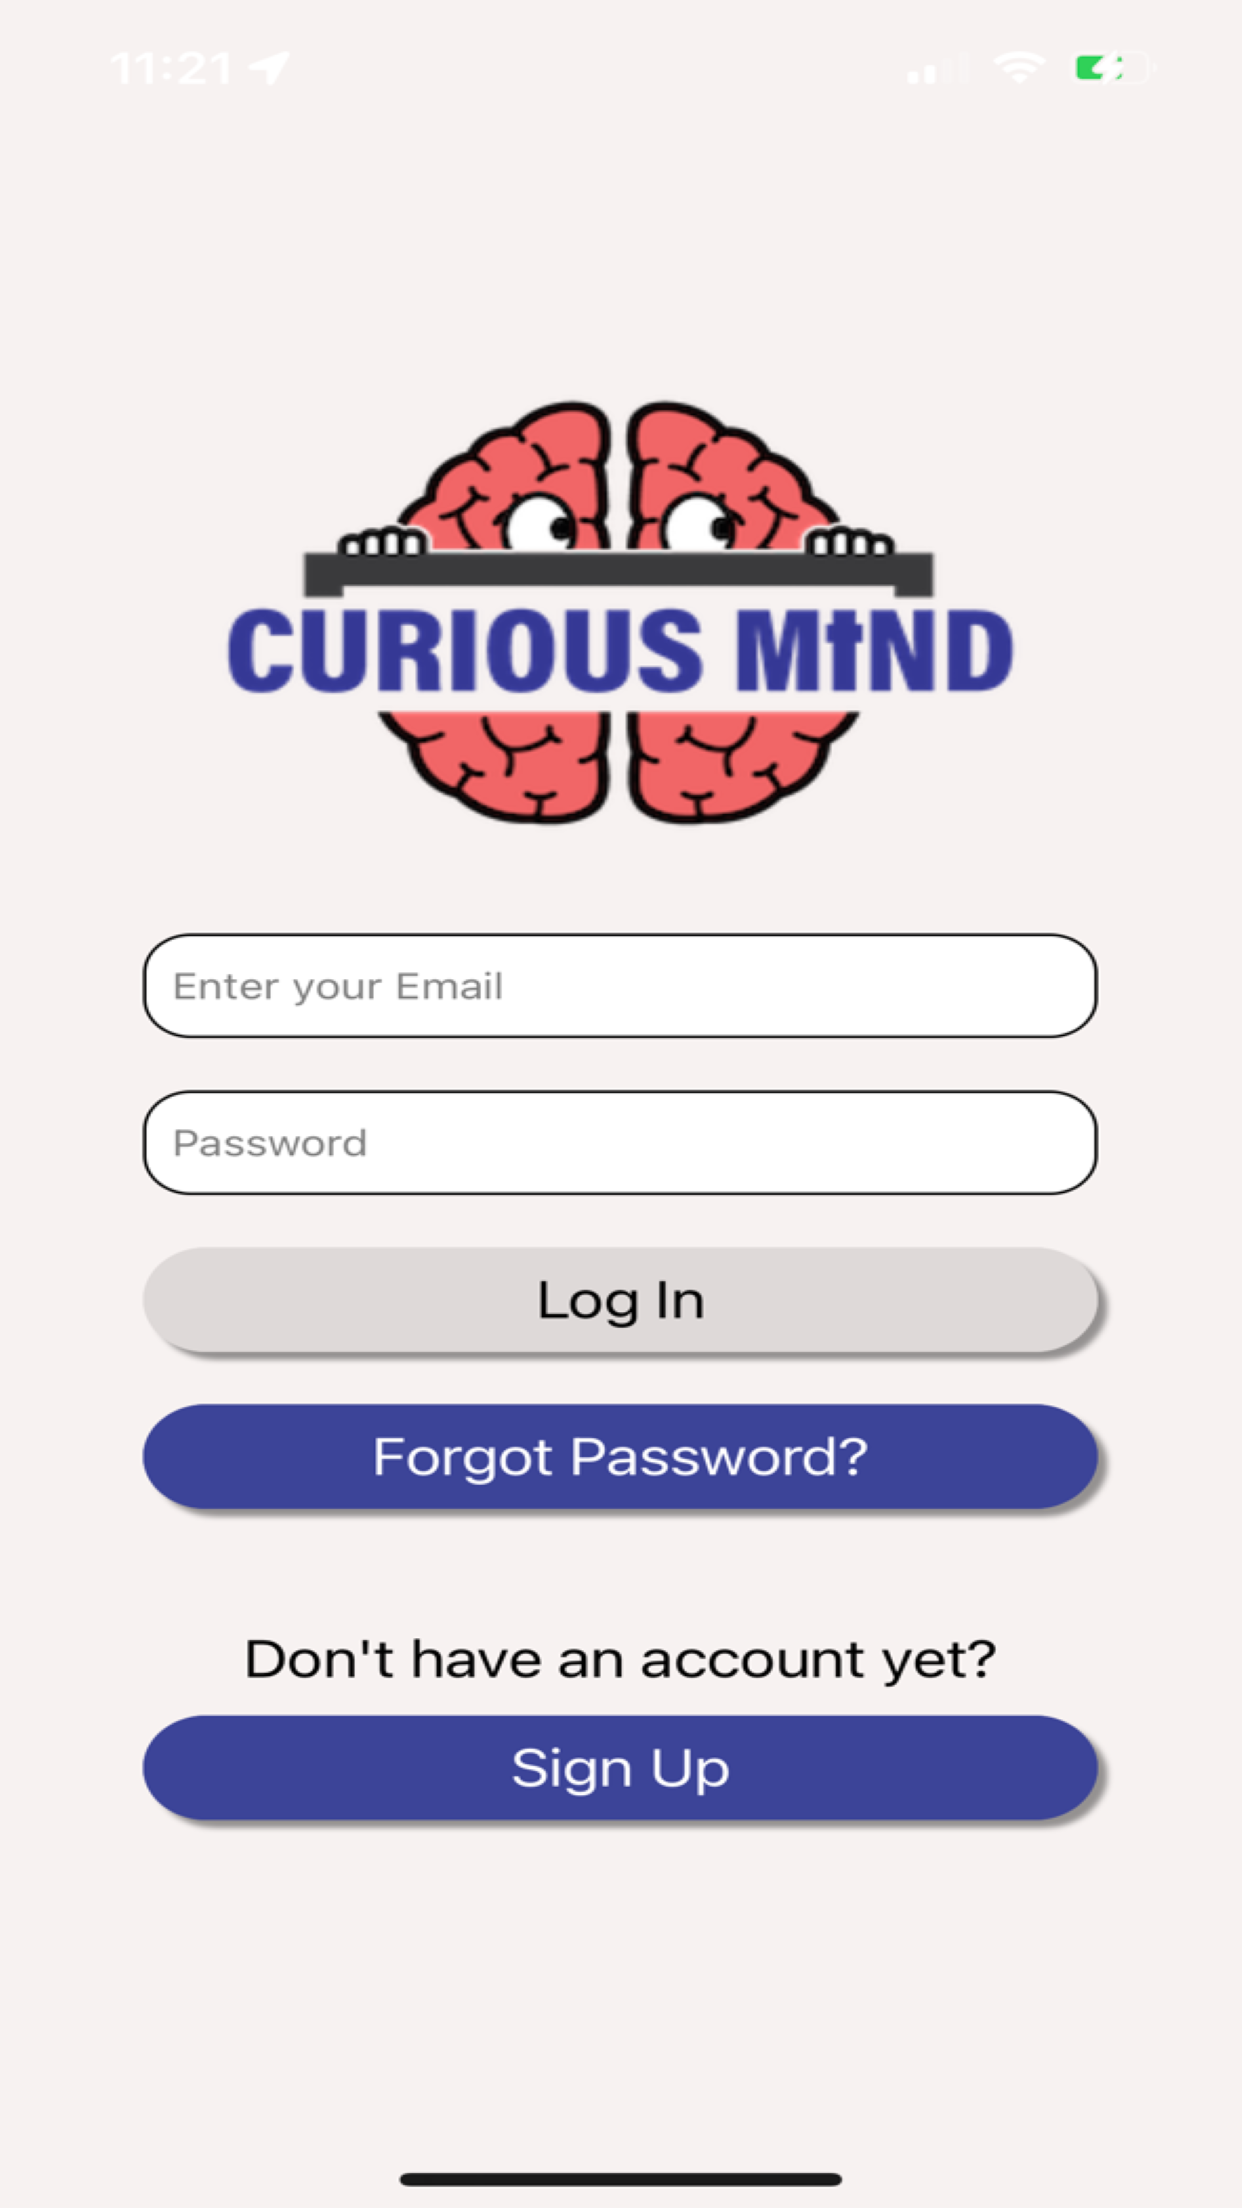 11:21
CURIOUS MIND
Enter your Email
Password
Log In
Forgot Password?
Don't have an account yet?
Sign Up